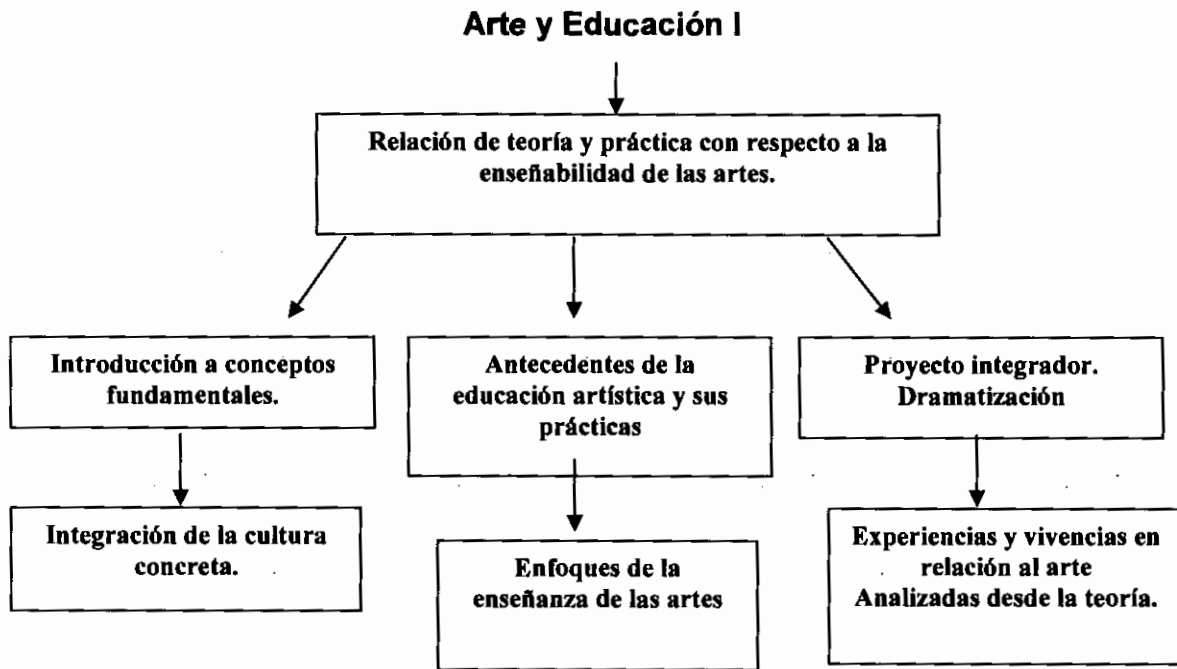 Arte y Educación I
Relación de teoría y práctica con respecto a la
enseñabilidad de las artes.
Introducción a conceptos
fundamentales.
Antecedentes de la
educación artística y sus
prácticas
Proyecto integrador.
Dramatización
Integración de la cultura
concreta.
Enfoques de la
enseñanza de las artes
Experiencias y vivencias en
relación al arte
Analizadas desde la teoría.